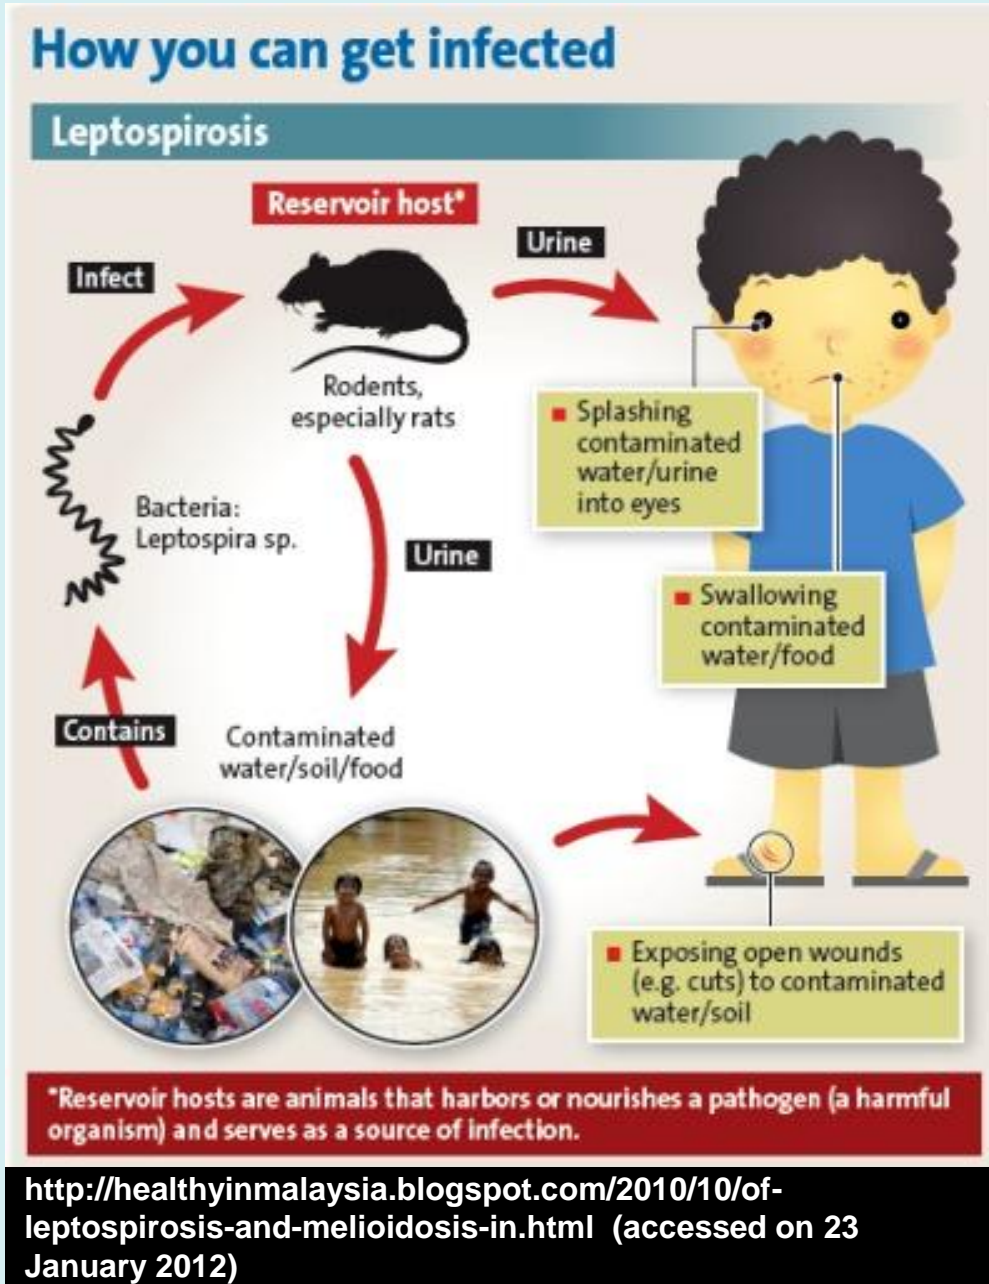 How you can get infected
Leptospirosis
Reservoir host*
Infect
Urine
Rodents,
especially rats
Bacteria:
Leptospira sp.
Urine
Contains
Contaminated
water/soil/food
▪ Splashing
contaminated
water/urine
into eyes
▪ Swallowing
contaminated
water/food
▪ Exposing open wounds
(e.g. cuts) to contaminated
water/soil
*Reservoir hosts are animals that harbors or nourishes a pathogen (a harmful
organism) and serves as a source of infection.
http://healthyinmalaysia.blogspot.com/2010/10/of-
leptospirosis-and-melioidosis-in.html (accessed on 23
January 2012)